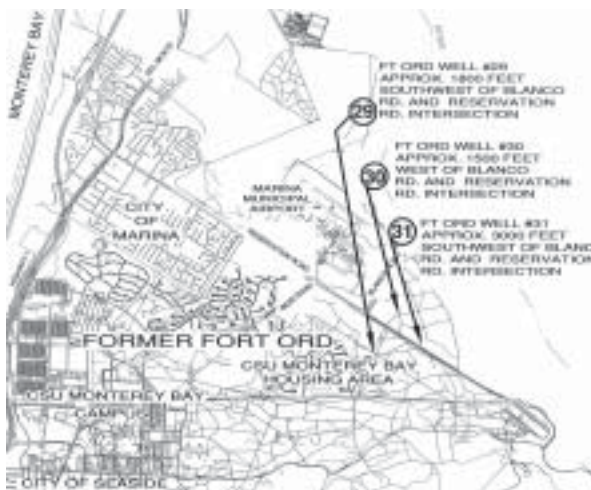 MONTEREY BAY
FT ORD WELL #29
APPROX. 1800 FEET
SOUTHWEST OF BLANCO
RD. AND RESERVATION
RD. INTERSECTION
29
FT ORD WELL #30
APPROX. 1500 FEET
WEST OF BLANCO
RD. AND RESERVATION
RD. INTERSECTION
30
MARINA
MUNICIPAL
AIRPORT
CITY
OF
MARINA
31
FT ORD WELL #31
APPROX. 3000 FEET
SOUTHWEST OF BLANC
RD. AND RESERVATION
RD. INTERSECTION
FORMER FORT ORD
CSU MONTEREY BAY
HOUSING AREA
CSU MONTEREY BAY
CAMPUS
CITY OF SEASIDE